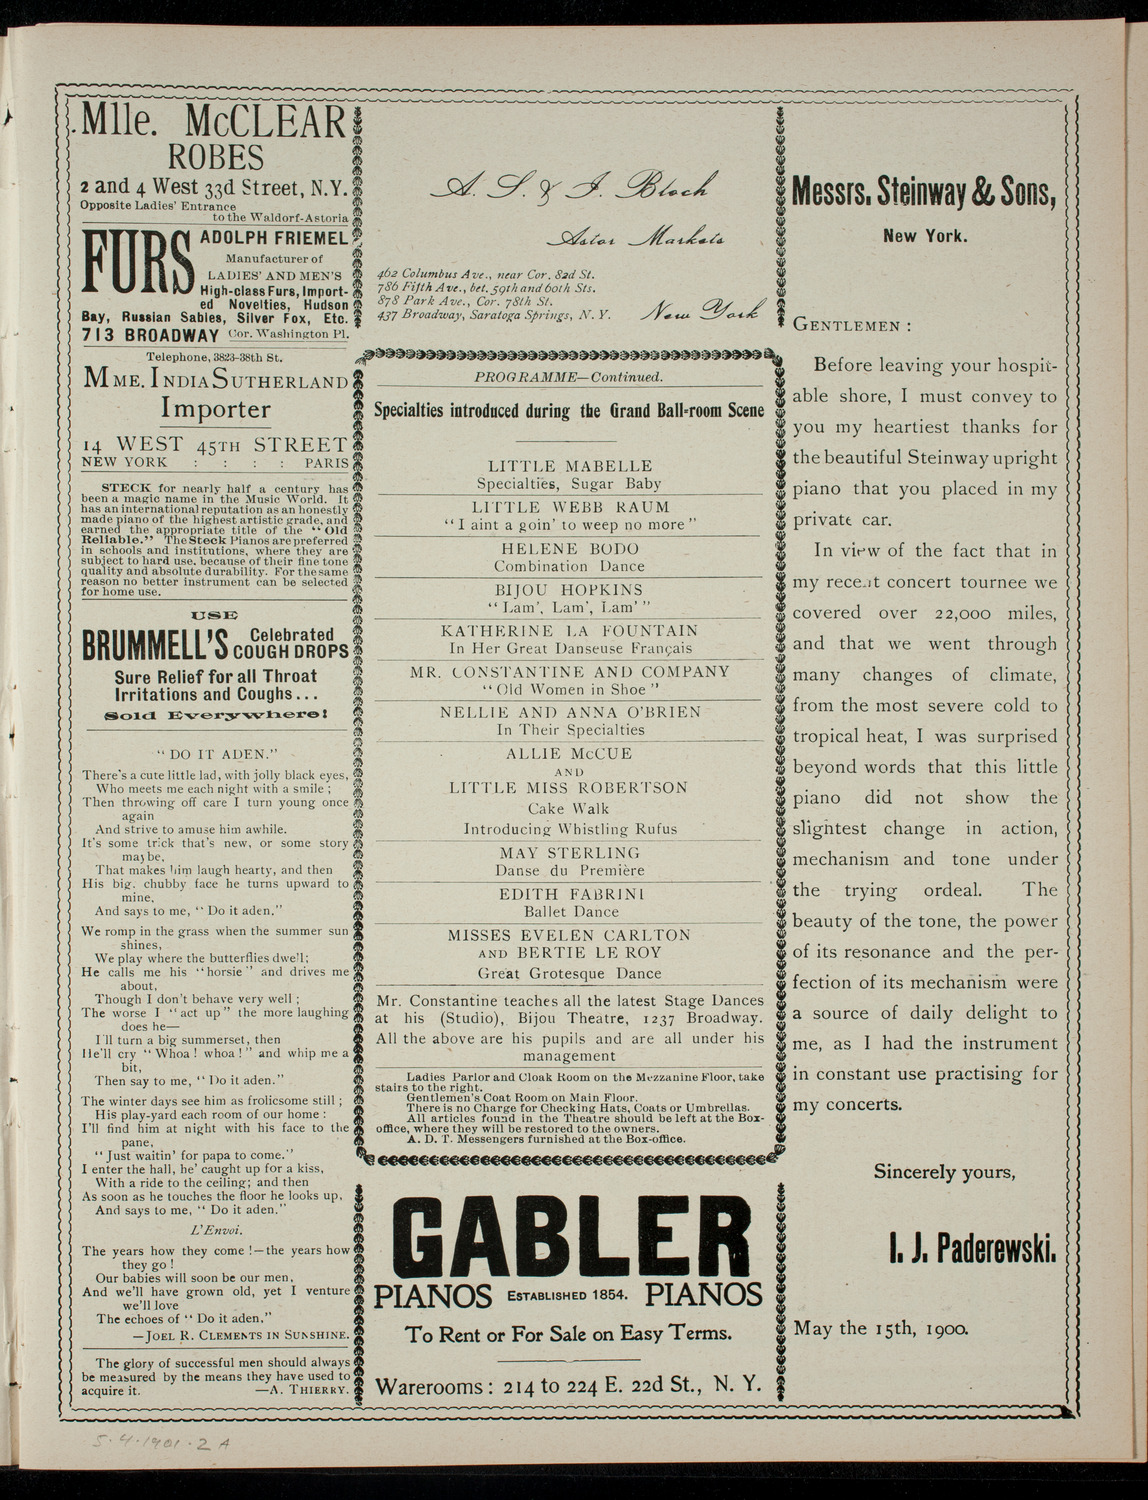 Mlle. McCLEAR
ROBES
2 and 4 West 33d Street, N.Y.
Opposite Ladies' Entrance
to the Waldorf-Astoria
FURS
ADOLPH FRIEMEL
Manufacturer of
LADIES' AND MEN'S
High-class Furs, Import-
ed Novelties, Hudson
Bay, Russian Sables, Silver Fox, Etc.
713 BROADWAY Cor. Washington Pl.
Telephone, 3823-38th St.
MME. INDIA SUTHERLAND
Importer
14 WEST 45TH STREET
NEW YORK : : : : PARIS
STECK for nearly half a century has
been a magic name in the Music World. It
has an international reputation as an honestly
made piano of the highest artistic grade, and
earned the appropriate title of the "Old
Reliable." The Steck Pianos are preferred
in schools and institutions, where they are
subject to hard use, because of their fine tone
quality and absolute durability. For the same
reason no better instrument can be selected
for home use.
USE
BRUMMELL'S Celebrated
COUGH DROPS
Sure Relief for all Throat
Irritations and Coughs...
Sold Everywhere!
"DO IT ADEN."
There's a cute little lad, with jolly black eyes,
Who meets me each night with a smile;
Then throwing off care I turn young once
again
And strive to amuse him awhile.
It's some trick that's new, or some story
maybe,
That makes him laugh hearty, and then
His big, chubby face he turns upward to
mine,
And says to me, "Do it aden."
We romp in the grass when the summer sun
shines,
We play where the butterflies dwell;
He calls me his "horsie" and drives me
about,
Though I don't behave very well;
The worse I "act up" the more laughing
does he—
I'll turn a big summerset, then
He'll cry "Whoa! whoa!" and whip me a
bit,
Then say to me, "Do it aden."
The winter days see him as frolicsome still;
His play-yard each room of our home:
I'll find him at night with his face to the
pane,
"Just waitin' for papa to come."
I enter the hall, he' caught up for a kiss,
With a ride to the ceiling; and then
As soon as he touches the floor he looks up,
And says to me, "Do it aden."
L'Envoi.
The years how they come!—the years how
they go!
Our babies will soon be our men,
And we'll have grown old, yet I venture
we'll love
The echoes of "Do it aden,"
—JOEL R. CLEMENTS IN SUNSHINE.
The glory of successful men should always
be measured by the means they have used to
acquire it. —A. THIERRY.
A. S. & J. Bloch
Astor Markets
462 Columbus Ave., near Cor. 82d St.
786 Fifth Ave., bet. 59th and 60th Sts.
878 Park Ave., Cor. 78th St.
437 Broadway, Saratoga Springs, N. Y.
New York
PROGRAMME—Continued.
Specialties introduced during the Grand Ball-room Scene
LITTLE MABELLE
Specialties, Sugar Baby
LITTLE WEBB RAUM
"I aint a goin' to weep no more"
HELENE BODO
Combination Dance
BIJOU HOPKINS
"Lam', Lam', Lam'"
KATHERINE LA FOUNTAIN
In Her Great Danseuse Français
MR. CONSTANTINE AND COMPANY
"Old Women in Shoe"
NELLIE AND ANNA O'BRIEN
In Their Specialties
ALLIE McCUE
AND
LITTLE MISS ROBERTSON
Cake Walk
Introducing Whistling Rufus
MAY STERLING
Danse du Première
EDITH FABRINI
Ballet Dance
MISSES EVELEN CARLTON
AND BERTIE LE ROY
Great Grotesque Dance
Mr. Constantine teaches all the latest Stage Dances
at his (Studio), Bijou Theatre, 1237 Broadway.
All the above are his pupils and are all under his
management
Ladies Parlor and Cloak Room on the Mezzanine Floor, take
stairs to the right.
Gentlemen's Coat Room on Main Floor.
There is no Charge for Checking Hats, Coats or Umbrellas.
All articles found in the Theatre should be left at the Box-
office, where they will be restored to the owners.
A. D. T. Messengers furnished at the Box-office.
GABLER
PIANOS ESTABLISHED 1854. PIANOS
To Rent or For Sale on Easy Terms.
Warerooms: 214 to 224 E. 22d St., N. Y.
Messrs. Steinway & Sons,
New York.
GENTLEMEN:
Before leaving your hospit-
able shore, I must convey to
you my heartiest thanks for
the beautiful Steinway upright
piano that you placed in my
private car.
In view of the fact that in
my recent concert tournee we
covered over 22,000 miles,
and that we went through
many changes of climate,
from the most severe cold to
tropical heat, I was surprised
beyond words that this little
piano did not show the
slightest change in action,
mechanism and tone under
the trying ordeal. The
beauty of the tone, the power
of its resonance and the per-
fection of its mechanism were
a source of daily delight to
me, as I had the instrument
in constant use practising for
my concerts.
Sincerely yours,
I. J. Paderewski.
May the 15th, 1900.
5.4.1901.2 A